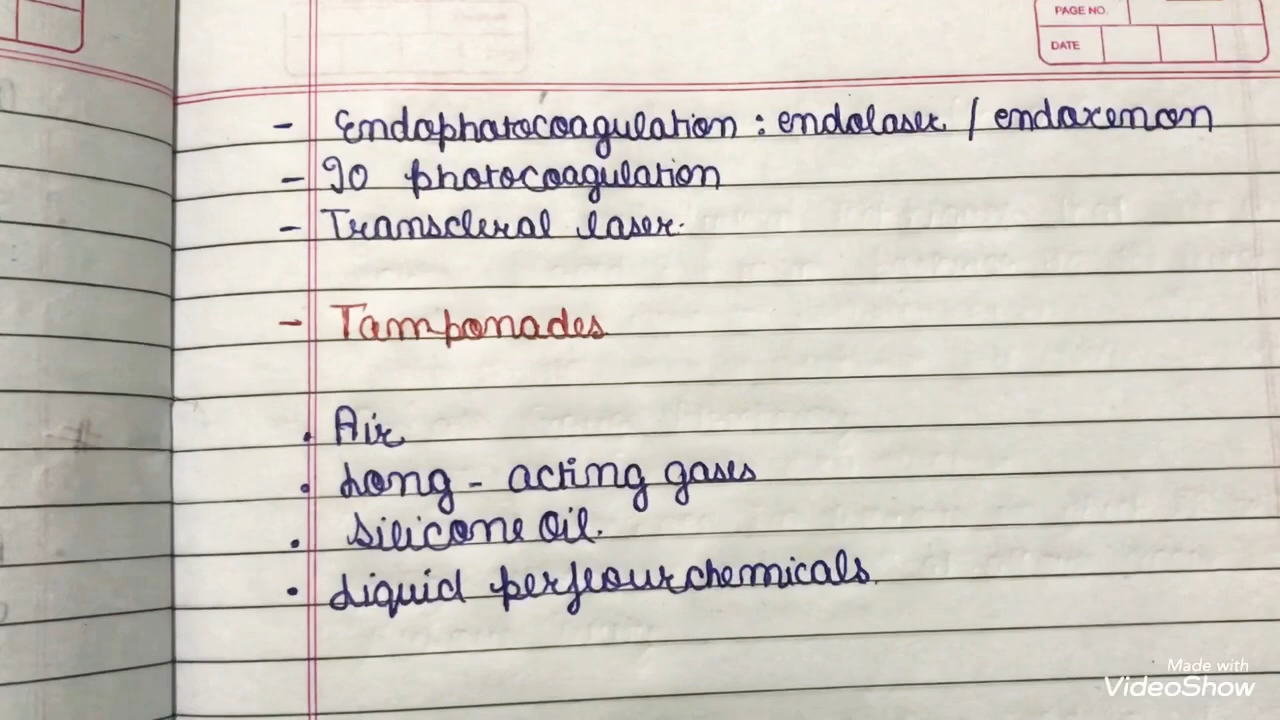 PAGE NO.
DATE
- Endophotocoagulation : endolaser / endoxenon
- IO photocoagulation
- Transcleral laser.
- Tamponades
. Air
. Long - acting gases
. Silicone oil.
. Liquid perflourchemicals.
Made with
VideoShow